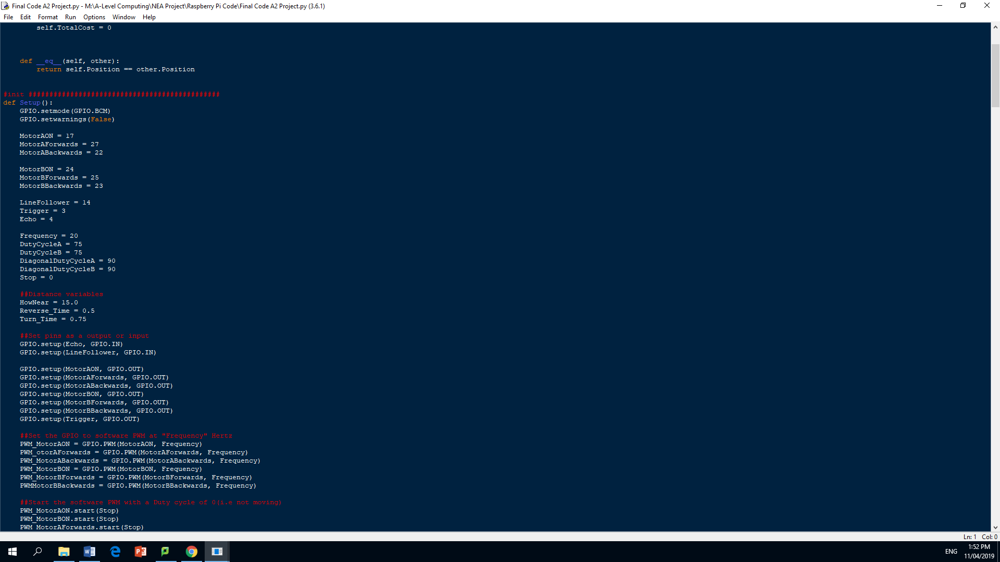 Final Code A2 Project.py - M:\A-Level Computing\NEA Project\Raspberry Pi Code\Final Code A2 Project.py (3.6.1)
File Edit Format Run Options Window Help
        self.TotalCost = 0
    def __eq__(self, other):
        return self.Position == other.Position
#init ##############################################
def Setup():
    GPIO.setmode(GPIO.BCM)
    GPIO.setwarnings(False)
    MotorAON = 17
    MotorAForwards = 27
    MotorABackwards = 22
    MotorBON = 24
    MotorBForwards = 25
    MotorBBackwards = 23
    LineFollower = 14
    Trigger = 3
    Echo = 4
    Frequency = 20
    DutyCycleA = 75
    DutyCycleB = 75
    DiagonalDutyCycleA = 90
    DiagonalDutyCycleB = 90
    Stop = 0
    ##Distance variables
    HowNear = 15.0
    Reverse_Time = 0.5
    Turn_Time = 0.75
    ##Set pins as a output or input
    GPIO.setup(Echo, GPIO.IN)
    GPIO.setup(LineFollower, GPIO.IN)
    GPIO.setup(MotorAON, GPIO.OUT)
    GPIO.setup(MotorAForwards, GPIO.OUT)
    GPIO.setup(MotorABackwards, GPIO.OUT)
    GPIO.setup(MotorBON, GPIO.OUT)
    GPIO.setup(MotorBForwards, GPIO.OUT)
    GPIO.setup(MotorBBackwards, GPIO.OUT)
    GPIO.setup(Trigger, GPIO.OUT)
    ##Set the GPIO to software PWM at "Frequency" Hertz
    PWM_MotorAON = GPIO.PWM(MotorAON, Frequency)
    PWM_otorAForwards = GPIO.PWM(MotorAForwards, Frequency)
    PWM_MotorABackwards = GPIO.PWM(MotorABackwards, Frequency)
    PWM_MotorBON = GPIO.PWM(MotorBON, Frequency)
    PWM_MotorBForwards = GPIO.PWM(MotorBForwards, Frequency)
    PWMMotorBBackwards = GPIO.PWM(MotorBBackwards, Frequency)
    ##Start the software PWM with a Duty cycle of 0(i.e not moving)
    PWM_MotorAON.start(Stop)
    PWM_MotorBON.start(Stop)
    PWM_MotorAForwards.start(Stop)
Ln: 1 Col: 0
ENG
1:52 PM
11/04/2019